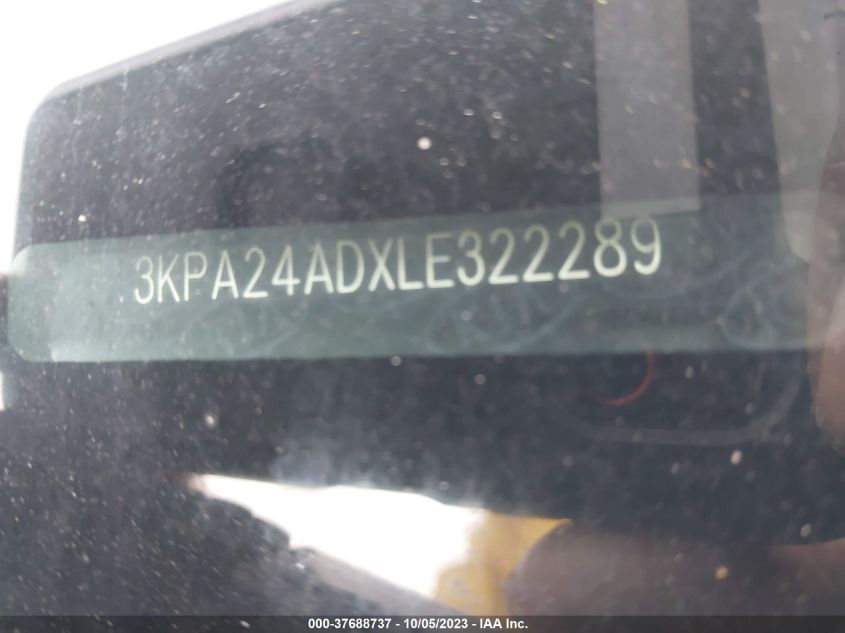 3KPA24ADXLE322289
000-37688737 - 10/05/2023 - IAA Inc.